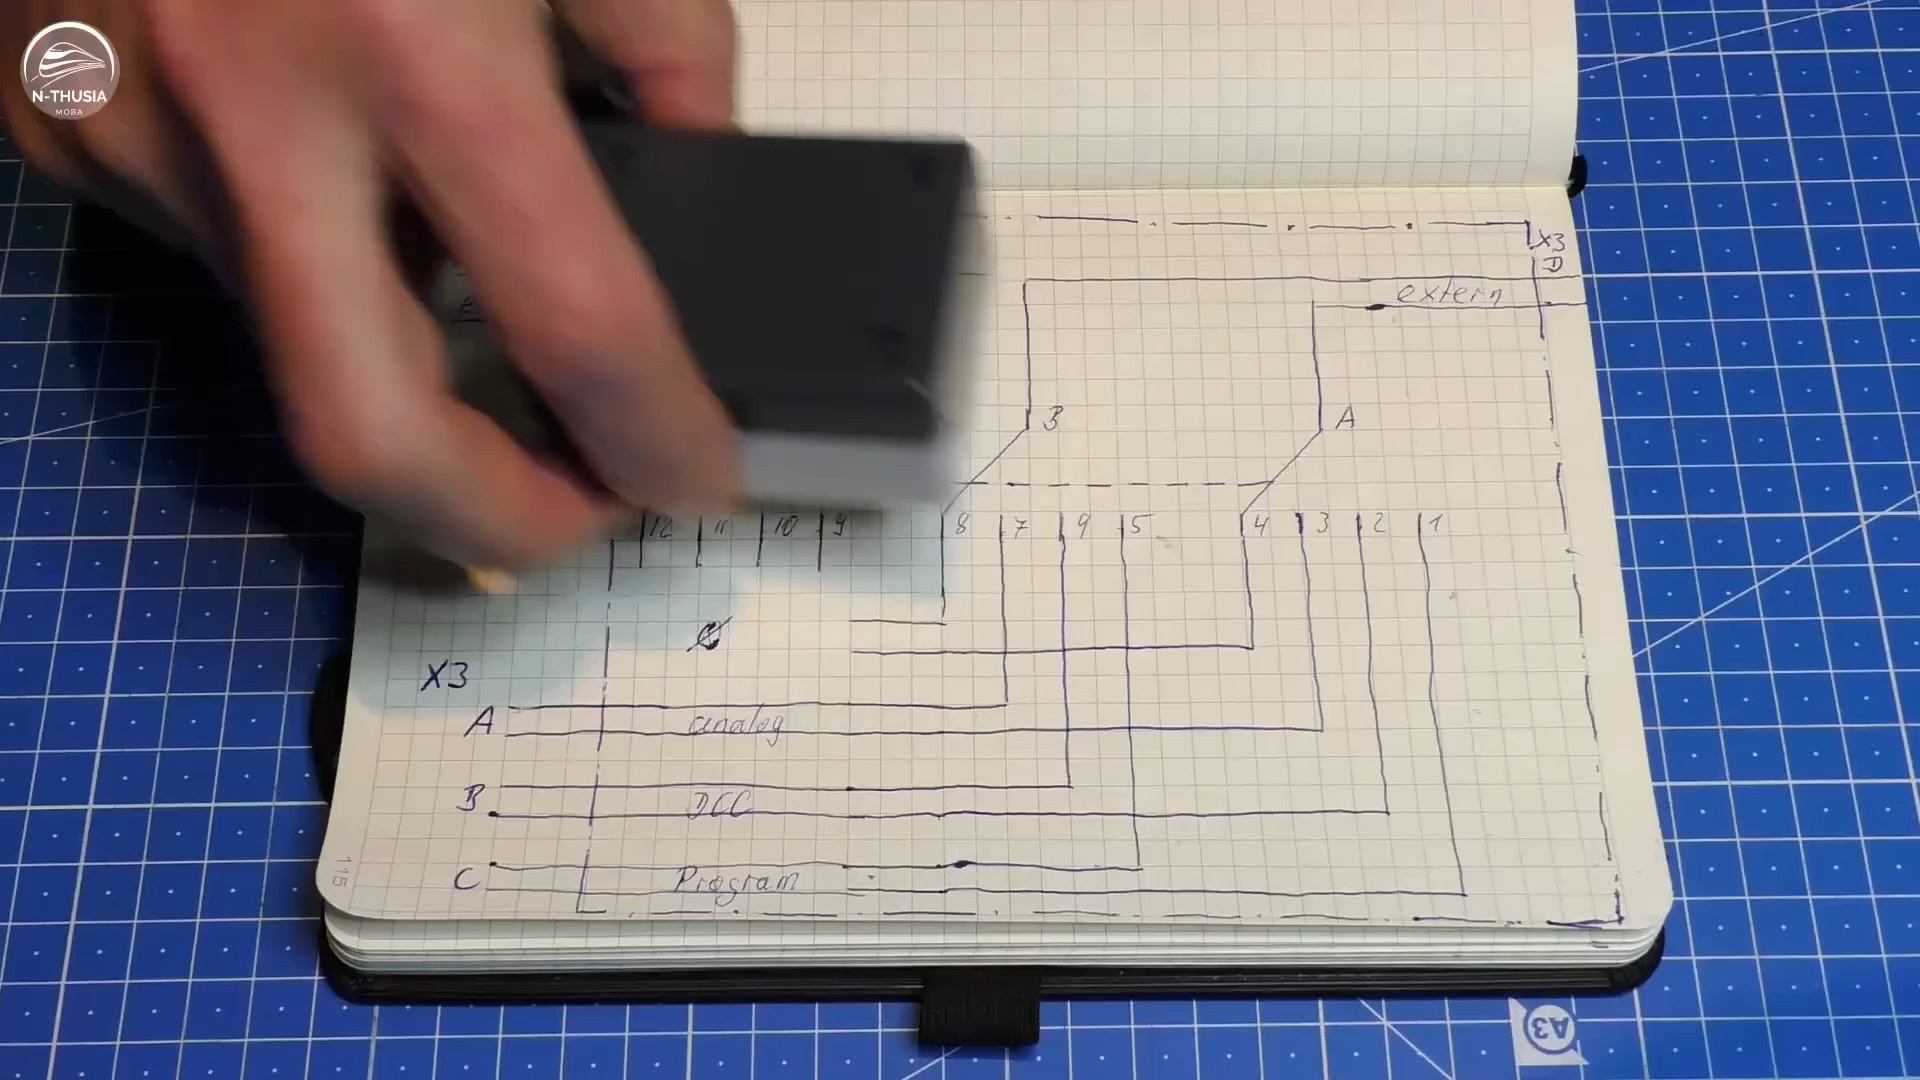 N-THUSIA
MOBA
X3
D
extern
B
A
12 11 10 9 8 7 9 5 4 3 2 1
X3
A analog
B DCC
C Program
115
A3